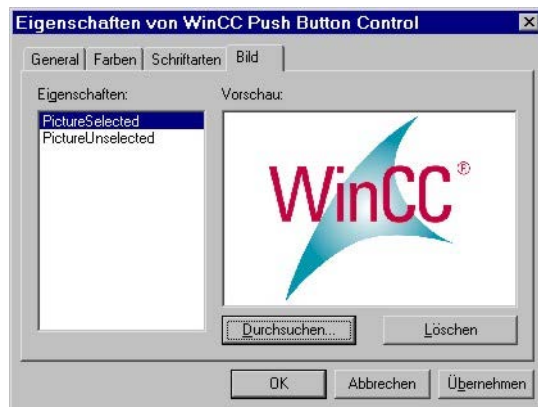 Eigenschaften von WinCC Push Button Control
General Farben Schriftarten Bild
Eigenschaften: Vorschau:
PictureSelected
PictureUnselected
WinCC®
Durchsuchen... Löschen
OK Abbrechen Übernehmen